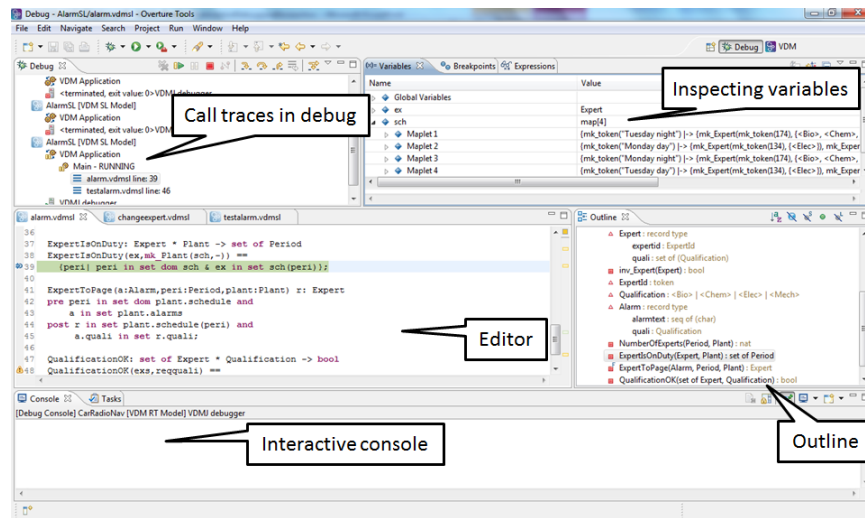 Debug - AlarmSL/alarm.vdmsl - Overture Tools
File Edit Navigate Search Project Run Window Help
Debug VDM
Debug
VDM Application
<terminated, exit value: 0>VDM debugger
AlarmSL [VDM SL Model]
VDM Application
<terminated, exit value: 0>VDM
AlarmSL [VDM SL Model]
VDM Application
Main - RUNNING
alarm.vdmsl line: 39
testalarm.vdmsl line: 46
VDMJ debugger
Call traces in debug
(x)= Variables Breakpoints Expressions
Name Value
Global Variables
ex Expert
sch map[4]
Maplet 1 {mk_token("Tuesday night") |-> {mk_Expert(mk_token(174), {<Bio>, <Chem>,
Maplet 2 {mk_token("Monday day") |-> {mk_Expert(mk_token(134), {<Elec>}), mk_Exper
Maplet 3 {mk_token("Monday night") |-> {mk_Expert(mk_token(174), {<Bio>, <Chem>,
Maplet 4 {mk_token("Tuesday day") |-> {mk_Expert(mk_token(134), {<Elec>}), mk_Exper
Inspecting variables
alarm.vdmsl changeexpert.vdmsl testalarm.vdmsl
36
37 ExpertIsOnDuty: Expert * Plant -> set of Period
38 ExpertIsOnDuty(ex,mk_Plant(sch,-)) ==
39 {peri| peri in set dom sch & ex in set sch(peri)};
40
41 ExpertToPage(a:Alarm,peri:Period,plant:Plant) r: Expert
42 pre peri in set dom plant.schedule and
43 a in set plant.alarms
44 post r in set plant.schedule(peri) and
45 a.quali in set r.quali;
46
47 QualificationOK: set of Expert * Qualification -> bool
48 QualificationOK(exs,reqquali) ==
Editor
Outline
Expert : record type
expertid : ExpertId
quali : set of (Qualification)
inv_Expert(Expert) : bool
ExpertId : token
Qualification : <Bio> | <Chem> | <Elec> | <Mech>
Alarm : record type
alarmtext : seq of (char)
quali : Qualification
NumberOfExperts(Period, Plant) : nat
ExpertIsOnDuty(Expert, Plant) : set of Period
ExpertToPage(Alarm, Period, Plant) : Expert
QualificationOK(set of Expert, Qualification) : bool
Outline
Console Tasks
[Debug Console] CarRadioNav [VDM RT Model] VDMJ debugger
Interactive console